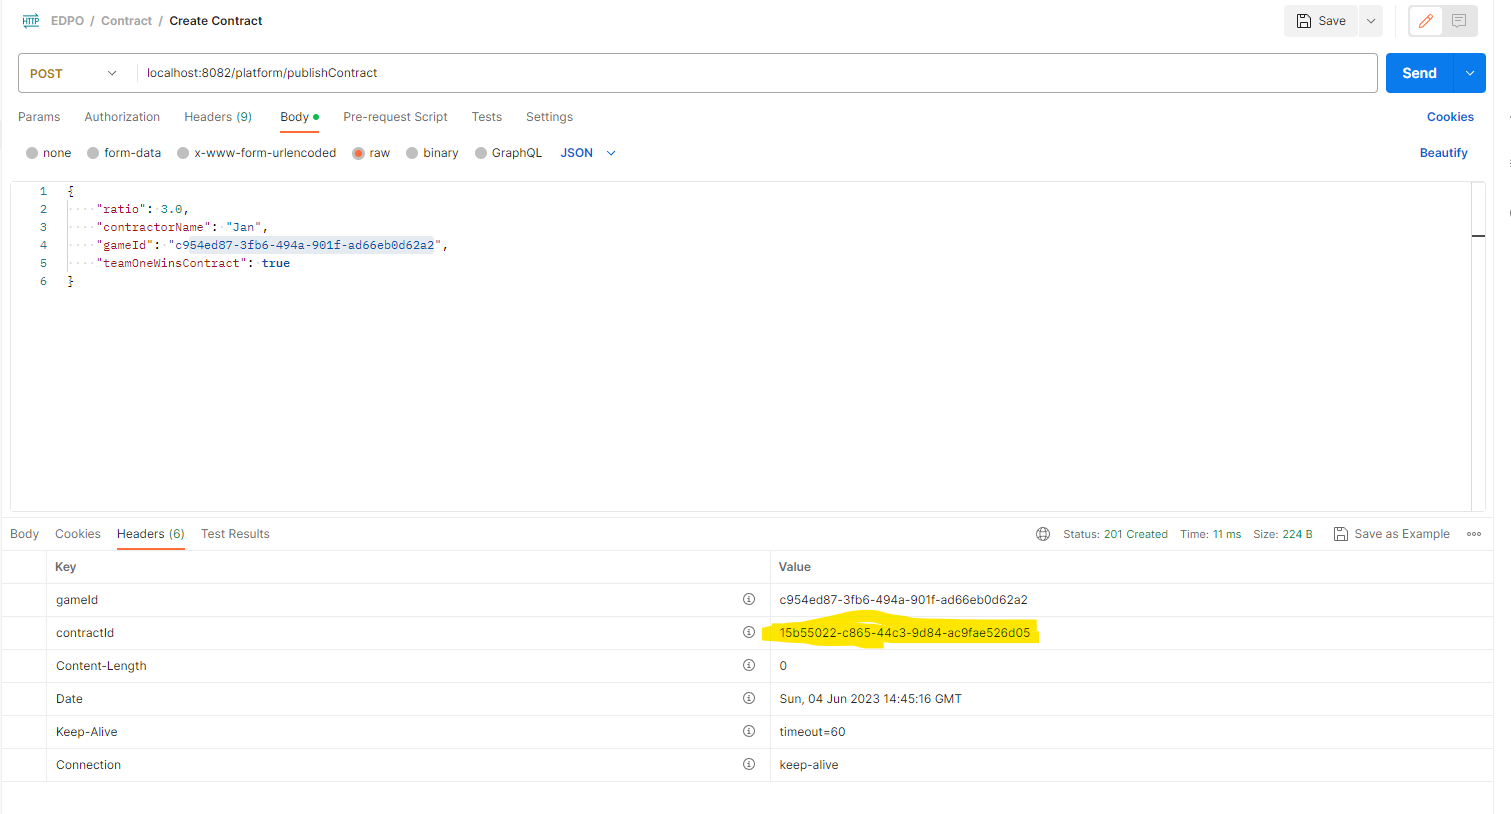 HTTP EDPO / Contract / Create Contract Save
POST localhost:8082/platform/publishContract Send
Params Authorization Headers (9) Body Pre-request Script Tests Settings Cookies
none form-data x-www-form-urlencoded raw binary GraphQL JSON Beautify
1 {
2 "ratio": 3.0,
3 "contractorName": "Jan",
4 "gameId": "c954ed87-3fb6-494a-901f-ad66eb0d62a2",
5 "teamOneWinsContract": true
6 }
Body Cookies Headers (6) Test Results Status: 201 Created Time: 11 ms Size: 224 B Save as Example
Key Value
gameId c954ed87-3fb6-494a-901f-ad66eb0d62a2
contractId 15b55022-c865-44c3-9d84-ac9fae526d05
Content-Length 0
Date Sun, 04 Jun 2023 14:45:16 GMT
Keep-Alive timeout=60
Connection keep-alive